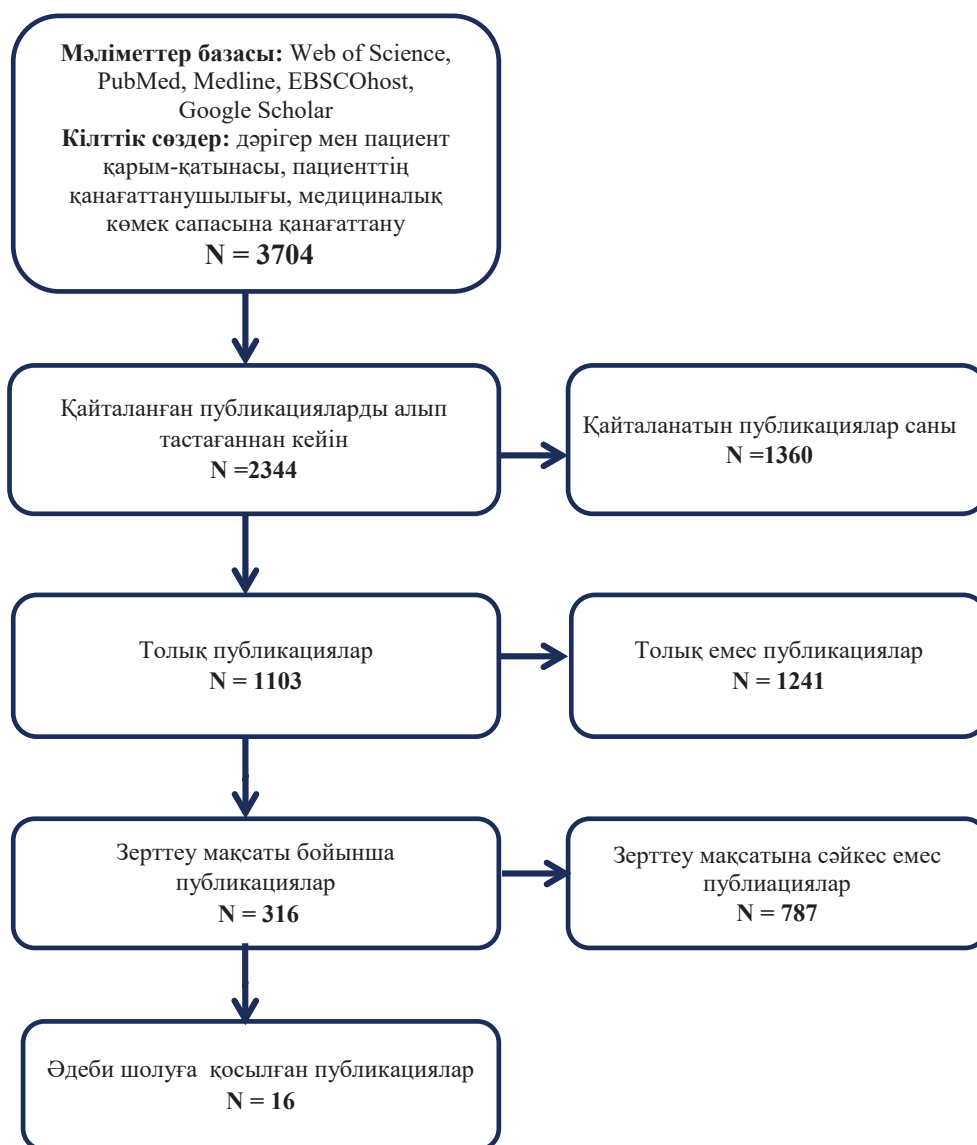 Мәліметтер базасы: Web of Science,
PubMed, Medline, EBSCOhost,
Google Scholar
Кілттік сөздер: дәрігер мен пациент
қарым-қатынасы, пациенттің
қанағаттанушылығы, медициналық
көмек сапасына қанағаттану
N = 3704
Қайталанған публикацияларды алып
тастағаннан кейін
N =2344
Қайталанатын публикациялар саны
N =1360
Толық публикациялар
N = 1103
Толық емес публикациялар
N = 1241
Зерттеу мақсаты бойынша
публикациялар
N = 316
Зерттеу мақсатына сәйкес емес
публиациялар
N = 787
Әдеби шолуға қосылған публикациялар
N = 16